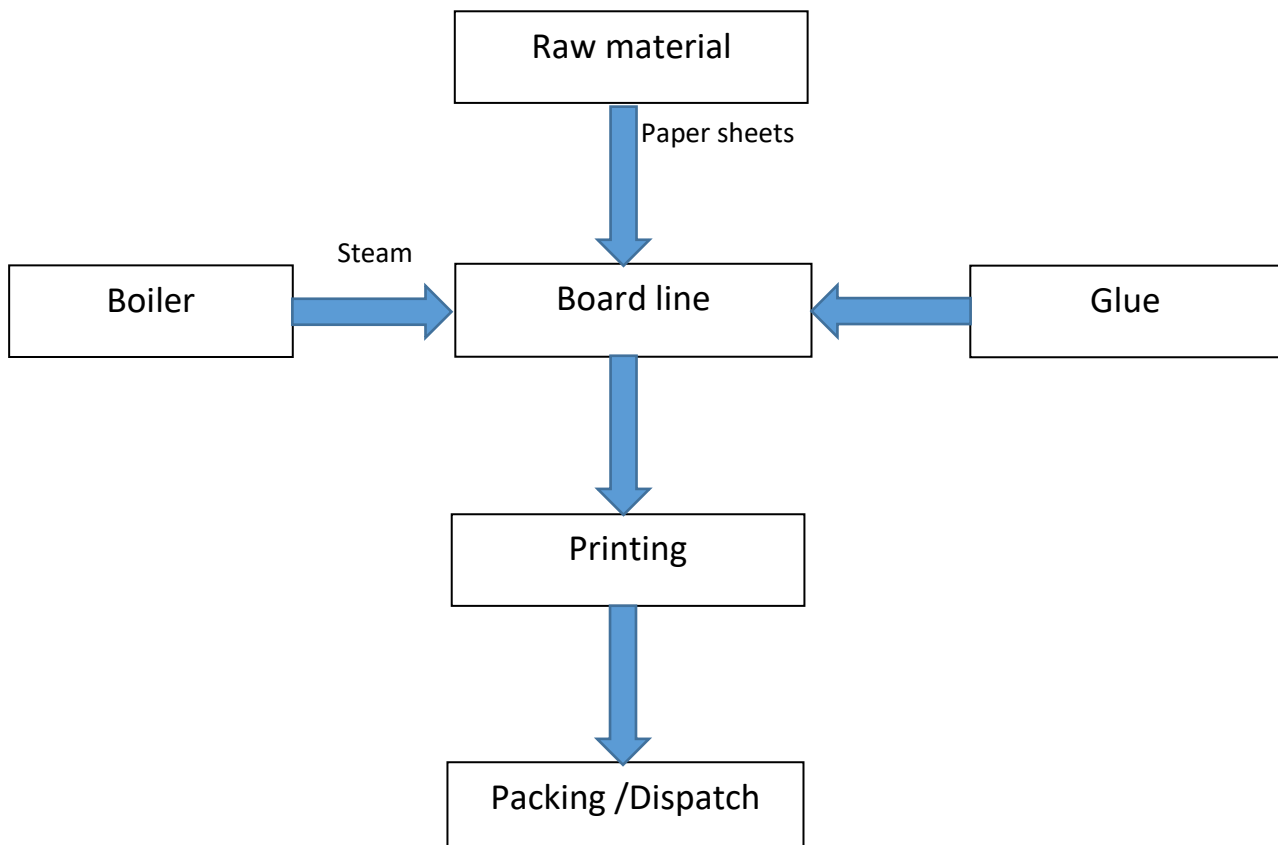 Raw material
Paper sheets
Steam
Boiler
Board line
Glue
Printing
Packing /Dispatch